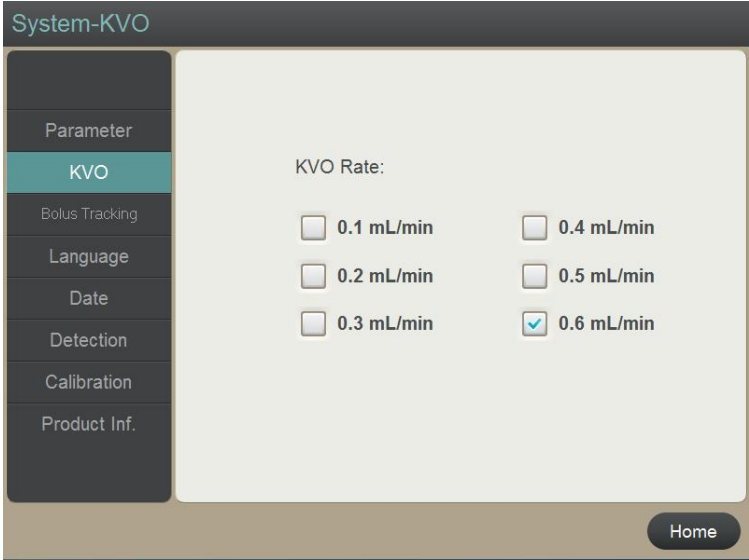 System-KVO
Parameter
KVO
Bolus Tracking
Language
Date
Detection
Calibration
Product Inf.
KVO Rate:
0.1 mL/min
0.4 mL/min
0.2 mL/min
0.5 mL/min
0.3 mL/min
0.6 mL/min
Home